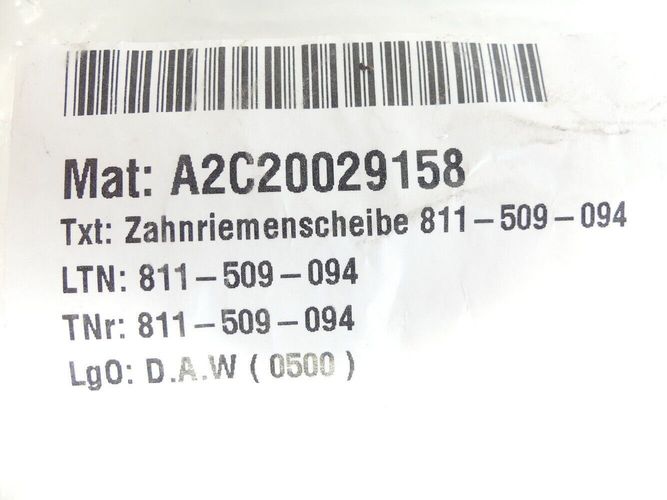 Mat: A2C20029158
Txt: Zahnriemenscheibe 811-509-094
LTN: 811-509-094
TNr: 811-509-094
LgO: D.A.W ( 0500 )